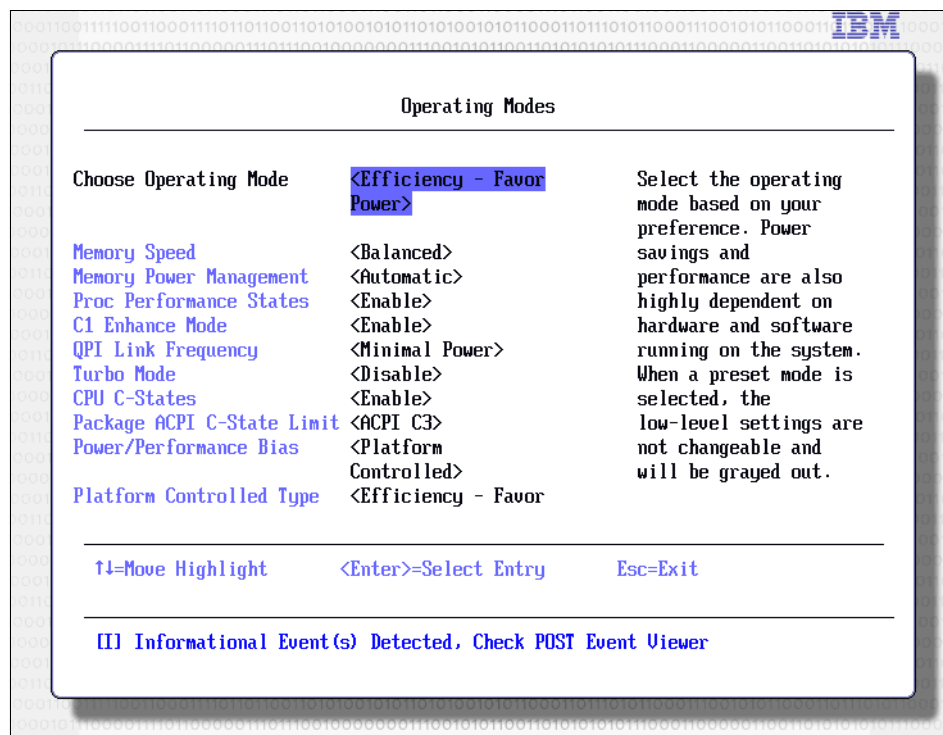 IBM
Operating Modes
Choose Operating Mode <Efficiency - Favor Power>
Memory Speed <Balanced>
Memory Power Management <Automatic>
Proc Performance States <Enable>
C1 Enhance Mode <Enable>
QPI Link Frequency <Minimal Power>
Turbo Mode <Disable>
CPU C-States <Enable>
Package ACPI C-State Limit <ACPI C3>
Power/Performance Bias <Platform Controlled>
Platform Controlled Type <Efficiency - Favor
Select the operating
mode based on your
preference. Power
savings and
performance are also
highly dependent on
hardware and software
running on the system.
When a preset mode is
selected, the
low-level settings are
not changeable and
will be grayed out.
↑↓=Move Highlight <Enter>=Select Entry Esc=Exit
[I] Informational Event(s) Detected, Check POST Event Viewer